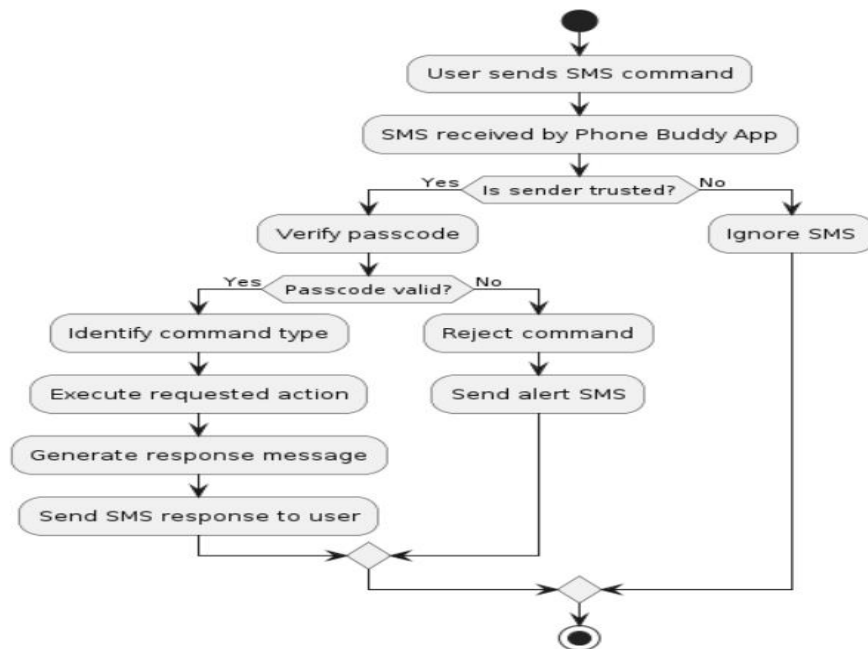 User sends SMS command
SMS received by Phone Buddy App
Yes
Is sender trusted?
No
Verify passcode
Ignore SMS
Yes
Passcode valid?
No
Identify command type
Reject command
Execute requested action
Send alert SMS
Generate response message
Send SMS response to user